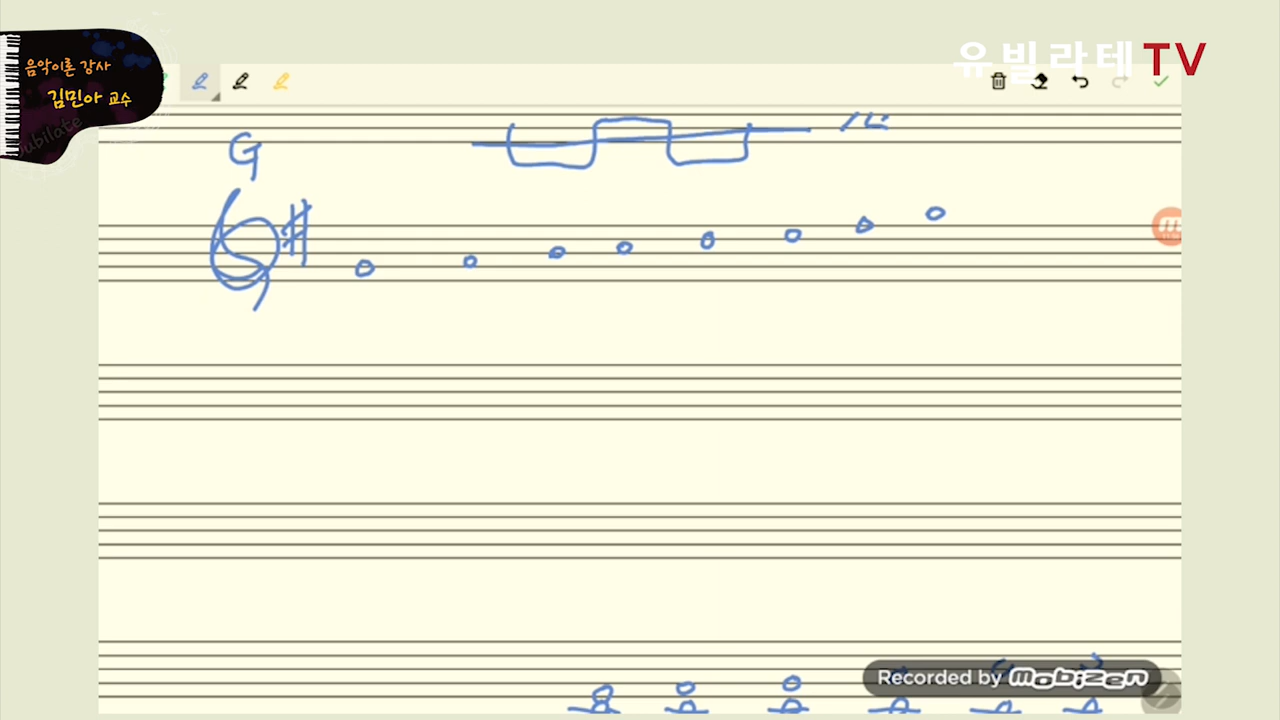 음악이론 강사
김민아 교수
Jubilate
유빌라테TV
G
Recorded by mobizen